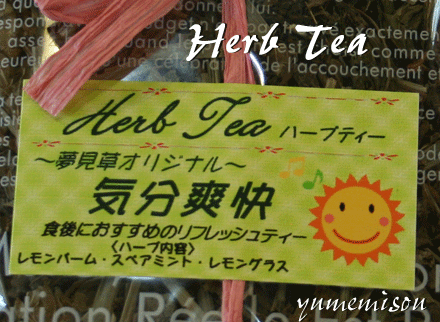 Herb Tea
Herb Tea ハーブティー
～夢見草オリジナル～
気分爽快
食後におすすめのリフレッシュティー
〈ハーブ内容〉
レモンバーム・スペアミント・レモングラス
yumemisou